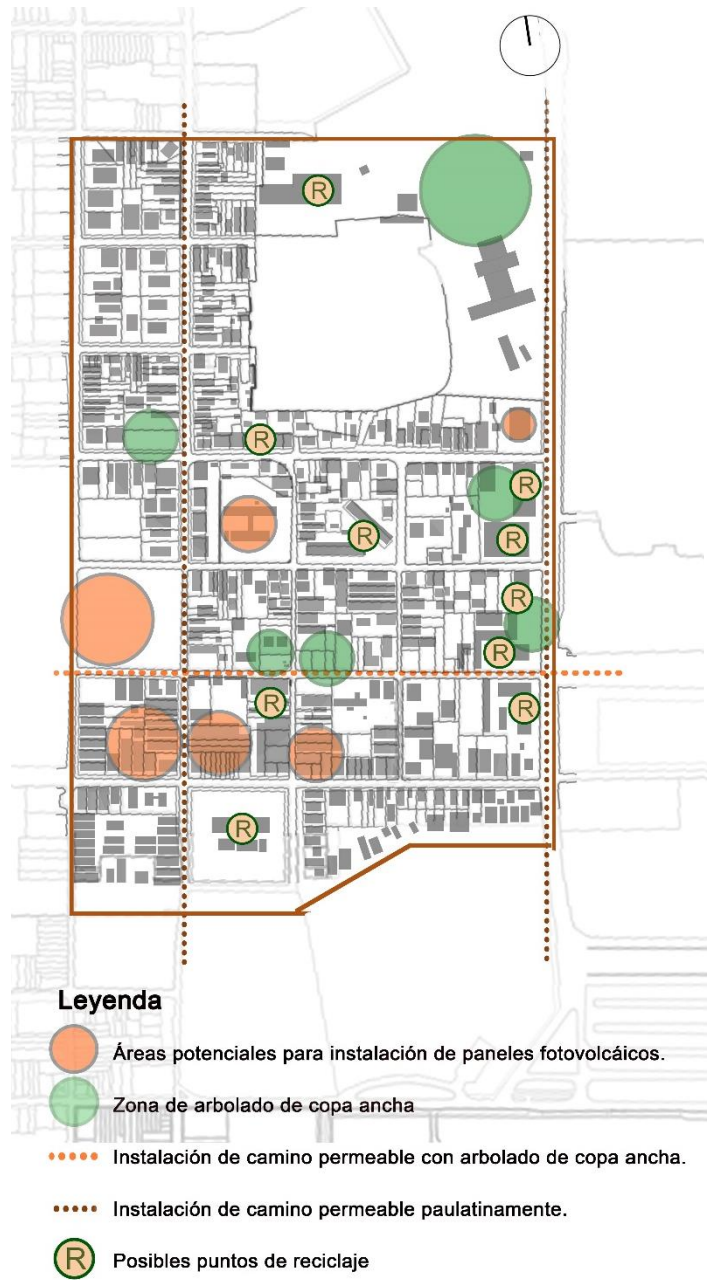 R
R
R
R
R
R
R
R
R
R
Leyenda
Áreas potenciales para instalación de paneles fotovolcáicos.
Zona de arbolado de copa ancha
Instalación de camino permeable con arbolado de copa ancha.
Instalación de camino permeable paulatinamente.
R Posibles puntos de reciclaje